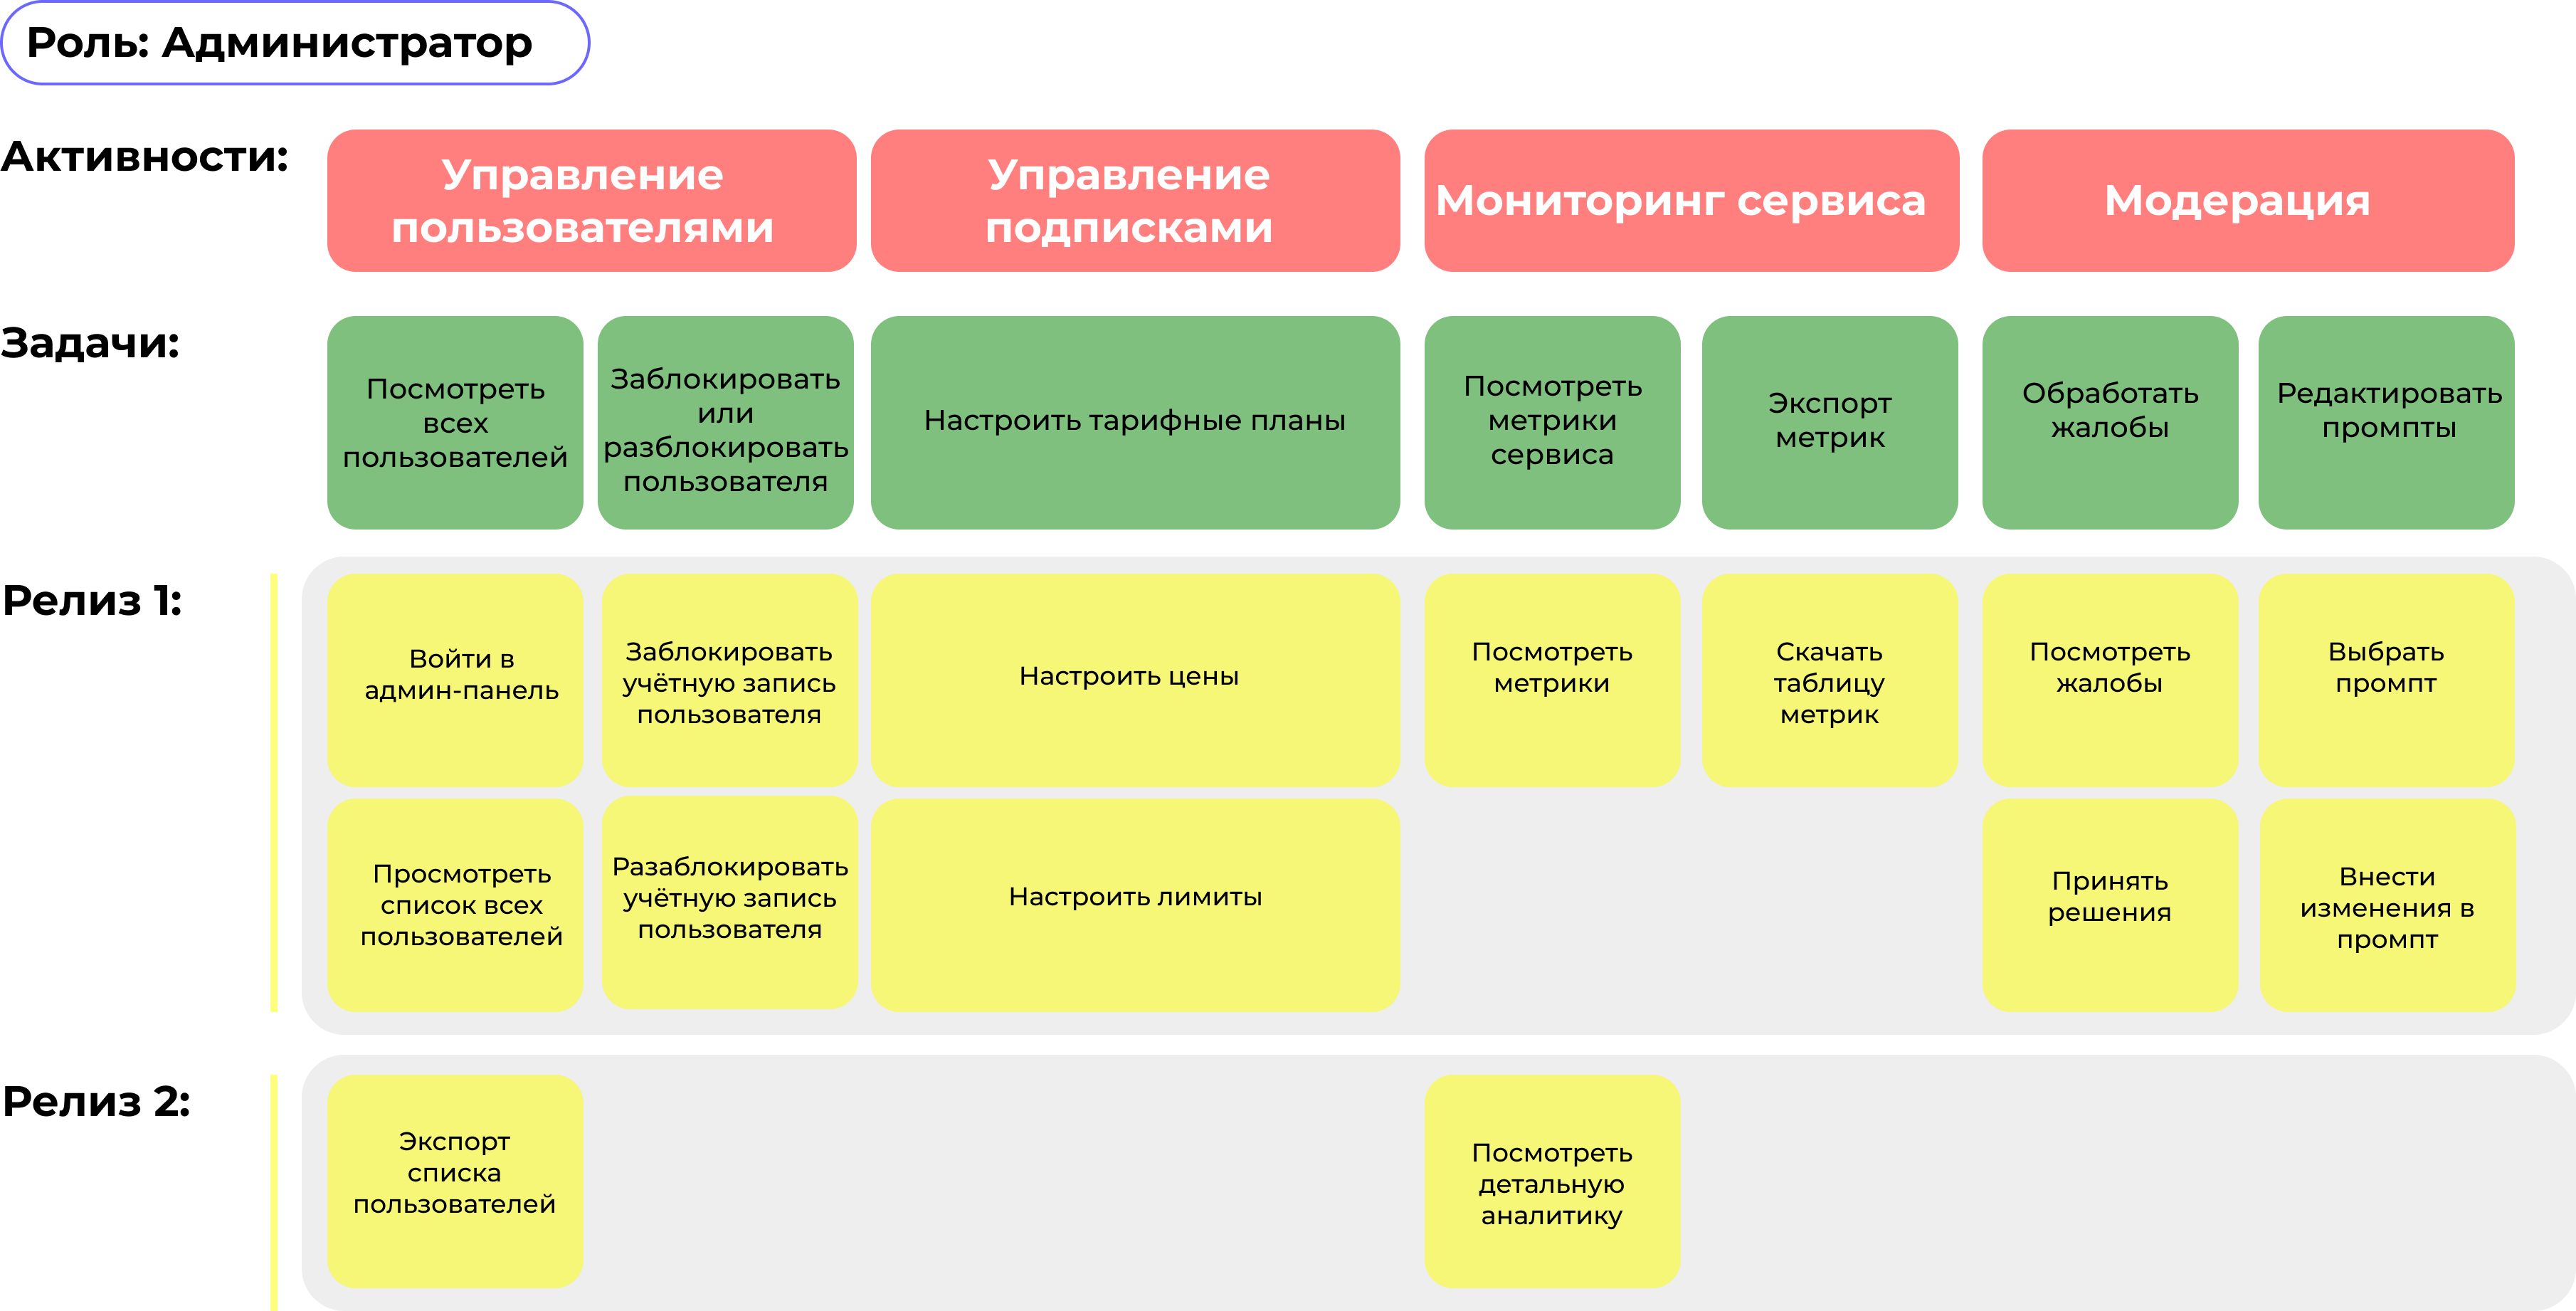 Роль: Администратор
Активности:
Управление
пользователями
Управление
подписками
Мониторинг сервиса
Модерация
Задачи:
Посмотреть
всех
пользователей
Заблокировать
или
разблокировать
пользователя
Настроить тарифные планы
Посмотреть
метрики
сервиса
Экспорт
метрик
Обработать
жалобы
Редактировать
промпты
Релиз 1:
Войти в
админ-панель
Заблокировать
учётную запись
пользователя
Настроить цены
Посмотреть
метрики
Скачать
таблицу
метрик
Посмотреть
жалобы
Выбрать
промпт
Просмотреть
список всех
пользователей
Разаблокировать
учётную запись
пользователя
Настроить лимиты
Принять
решения
Внести
изменения в
промпт
Релиз 2:
Экспорт
списка
пользователей
Посмотреть
детальную
аналитику